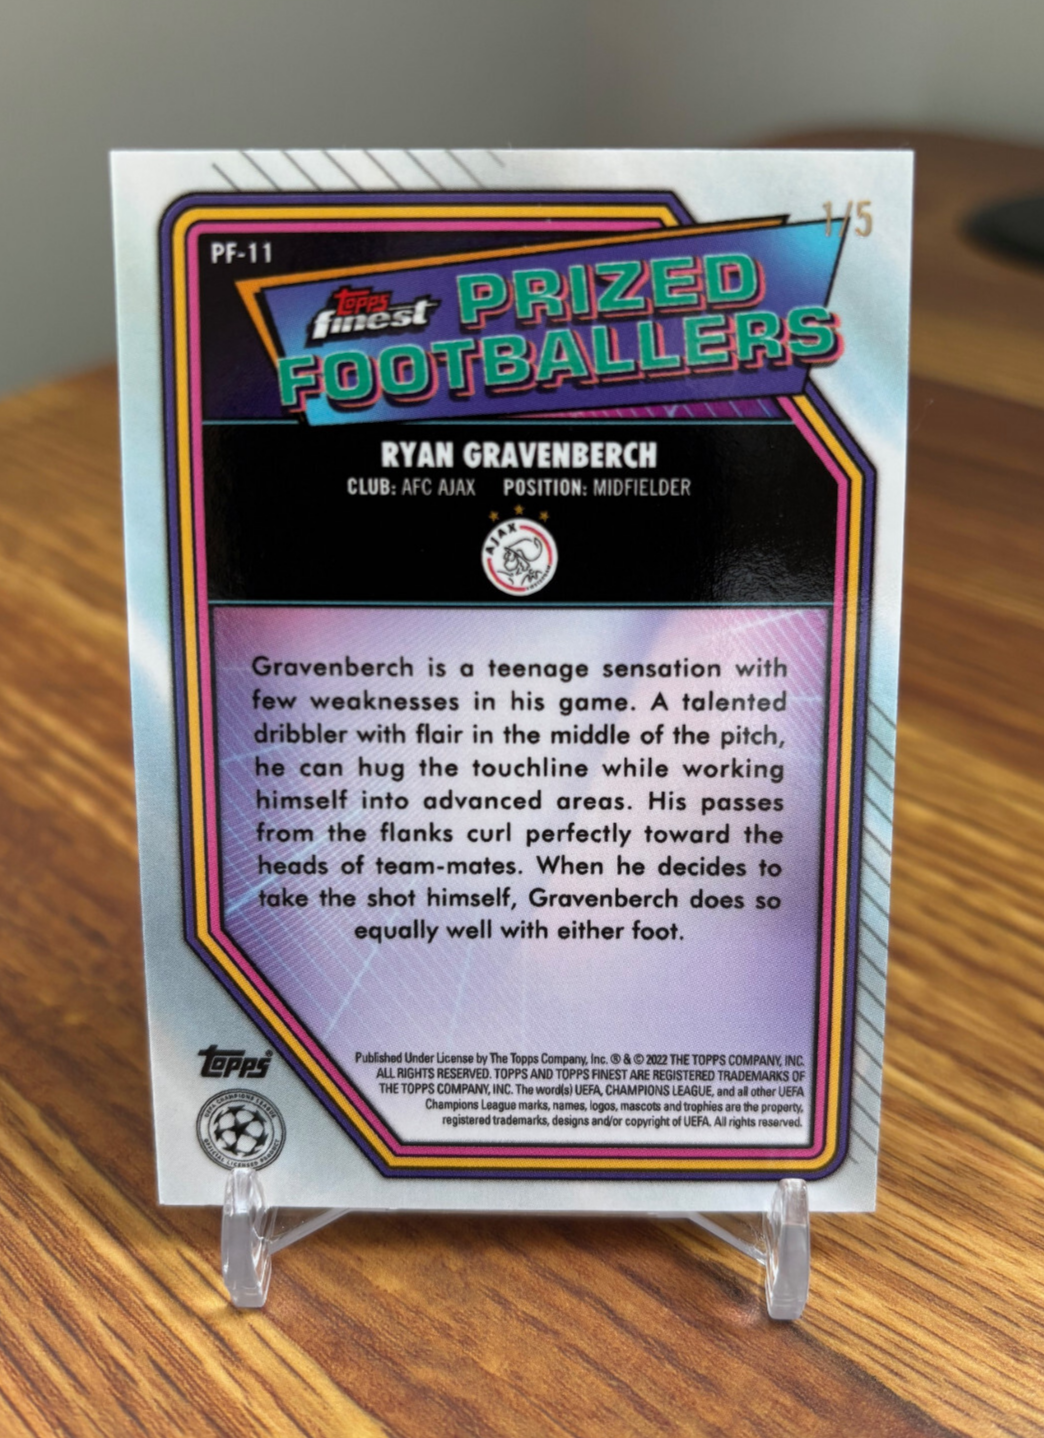 1/5
PF-11
Topps
finest
PRIZED
FOOTBALLERS
RYAN GRAVENBERCH
CLUB: AFC AJAX POSITION: MIDFIELDER
AJAX
Gravenberch is a teenage sensation with
few weaknesses in his game. A talented
dribbler with flair in the middle of the pitch,
he can hug the touchline while working
himself into advanced areas. His passes
from the flanks curl perfectly toward the
heads of team-mates. When he decides to
take the shot himself, Gravenberch does so
equally well with either foot.
Published Under License by The Topps Company, Inc. ® & © 2022 THE TOPPS COMPANY, INC.
ALL RIGHTS RESERVED. TOPPS AND TOPPS FINEST ARE REGISTERED TRADEMARKS OF
THE TOPPS COMPANY, INC. The word(s) UEFA, CHAMPIONS LEAGUE, and all other UEFA
Champions League marks, names, logos, mascots and trophies are the property,
registered trademarks, designs and/or copyright of UEFA. All rights reserved.
Topps®
UEFA CHAMPIONS LEAGUE
OFFICIAL LICENSED PRODUCT